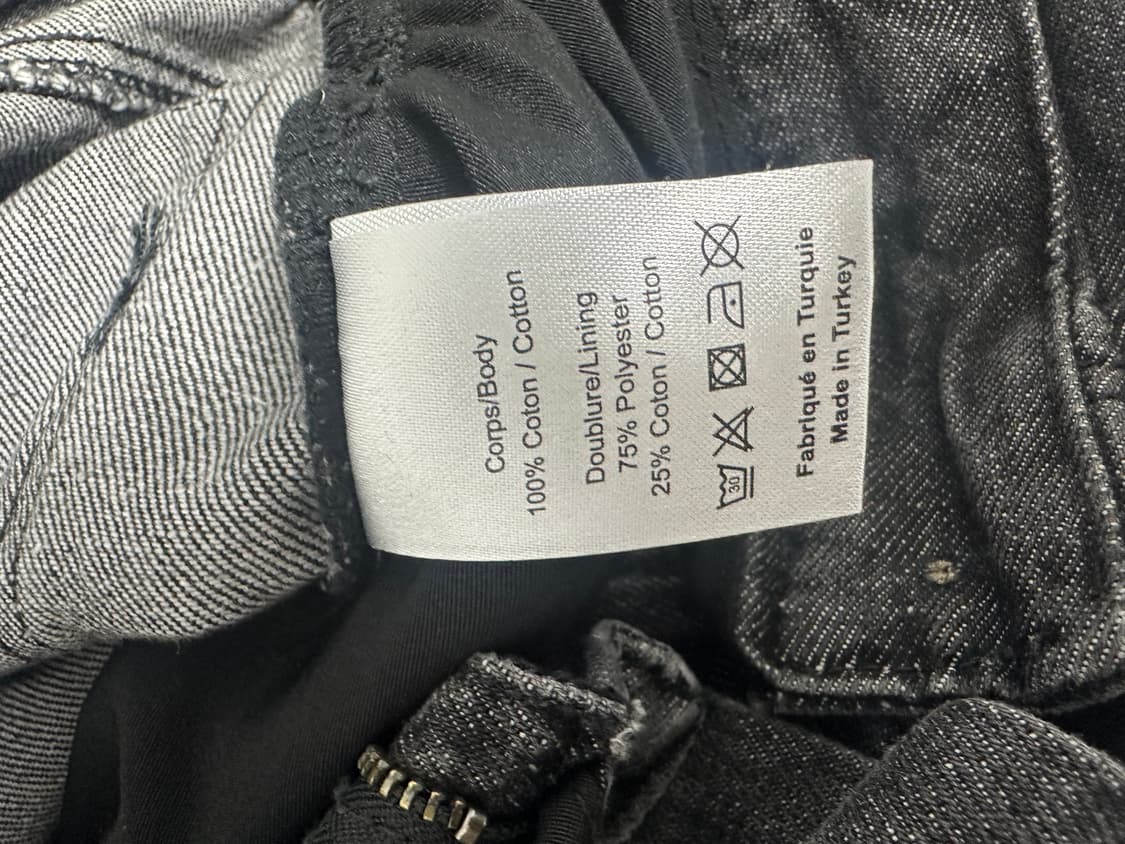 Corps/Body
100% Coton / Cotton
Doublure/Lining
75% Polyester
25% Coton / Cotton
30
Fabriqué en Turquie
Made in Turkey